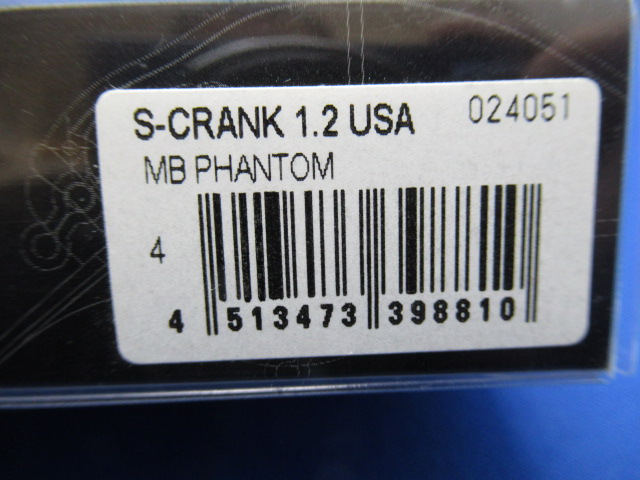 S-CRANK 1.2 USA 024051
MB PHANTOM
4
4 513473 398810